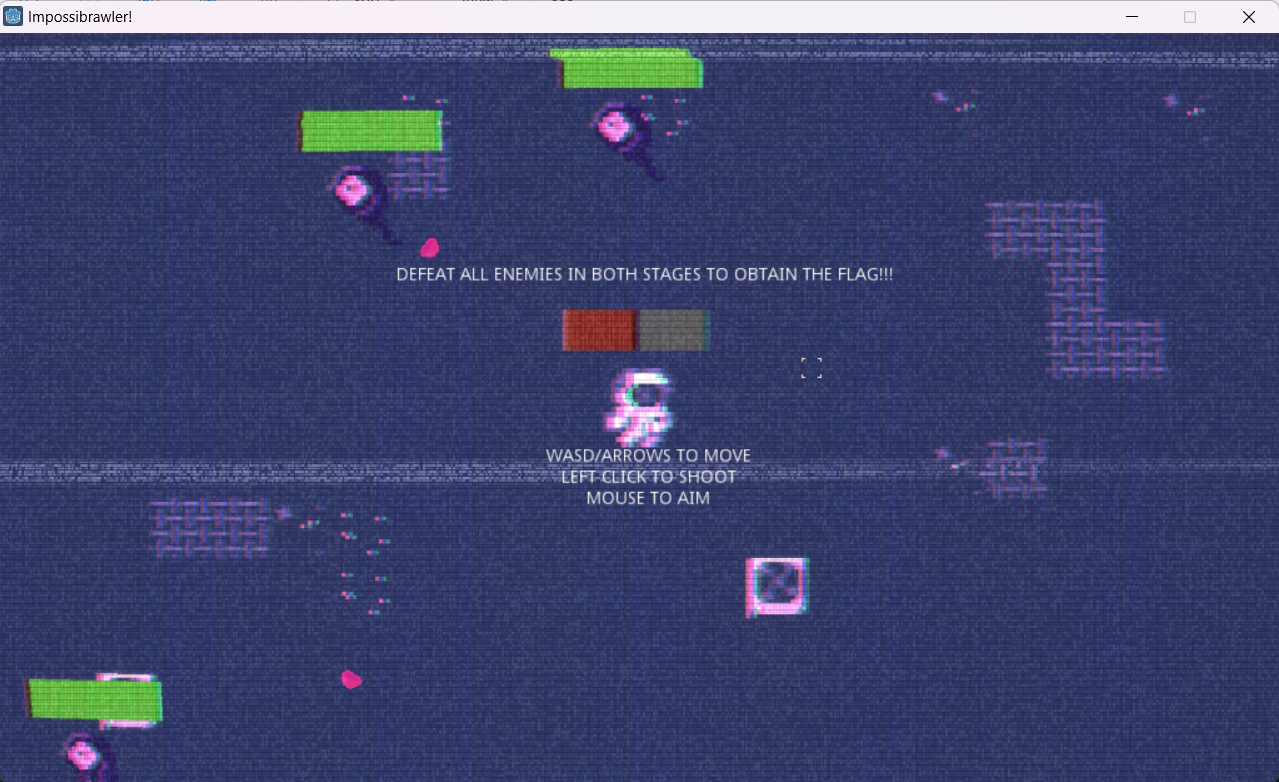 Impossibrawler!
DEFEAT ALL ENEMIES IN BOTH STAGES TO OBTAIN THE FLAG!!!
WASD/ARROWS TO MOVE
LEFT CLICK TO SHOOT
MOUSE TO AIM